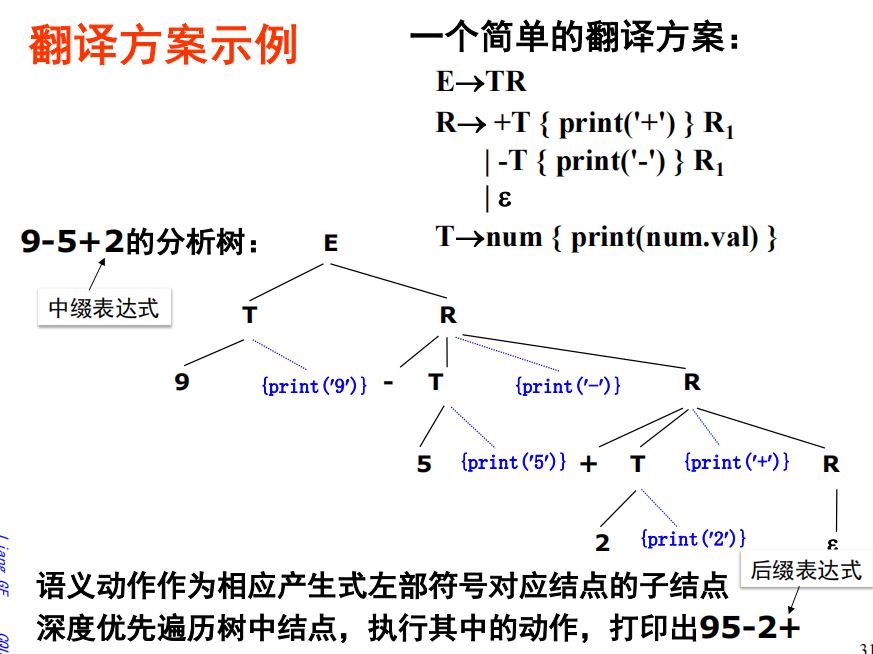 翻译方案示例
一个简单的翻译方案：
E→TR
R→ +T { print('+') } R1
| -T { print('-') } R1
| ε
T→num { print(num.val) }
9-5+2的分析树：
中缀表达式
E
T R
9 {print('9')} - T {print('-')} R
5 {print('5')} + T {print('+')} R
2 {print('2')} ε
后缀表达式
语义动作作为相应产生式左部符号对应结点的子结点
深度优先遍历树中结点，执行其中的动作，打印出95-2+
31